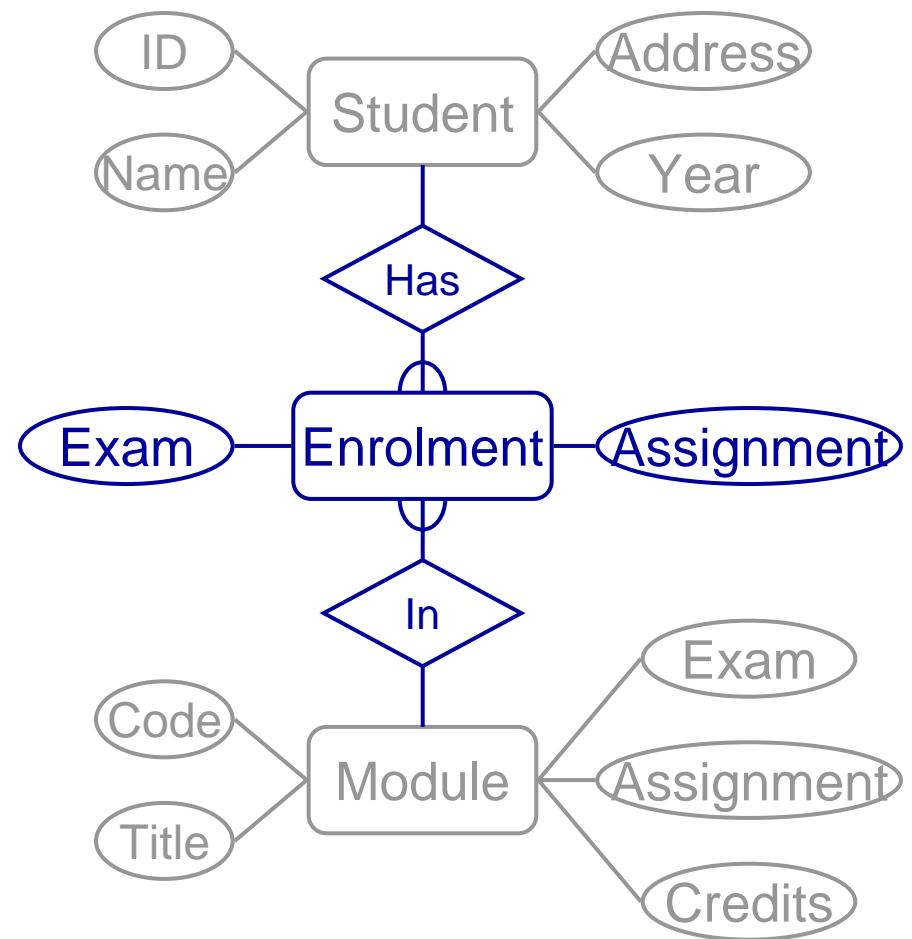 ID
Address
Student
Name
Year
Has
Exam
Enrolment
Assignment
In
Exam
Code
Module
Assignment
Title
Credits